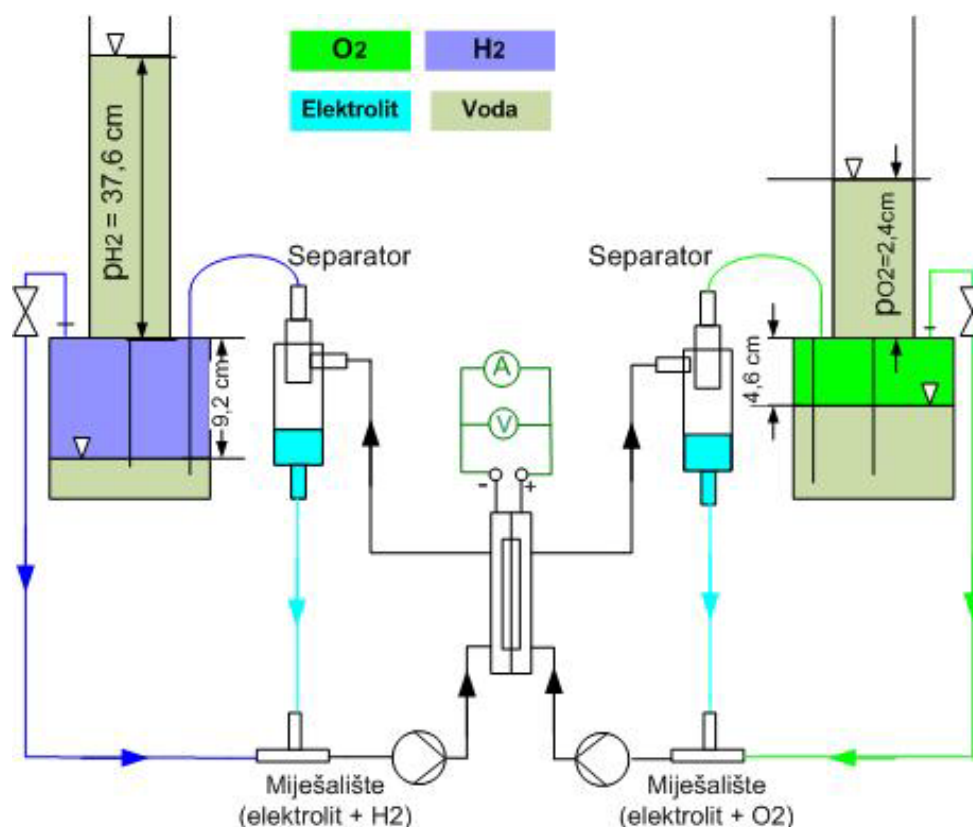 O2
H2
Elektrolit
Voda
pH2 = 37,6 cm
pO2=2,4cm
Separator
Separator
9,2 cm
4,6 cm
A
V
-
+
Miješalište
(elektrolit + H2)
Miješalište
(elektrolit + O2)